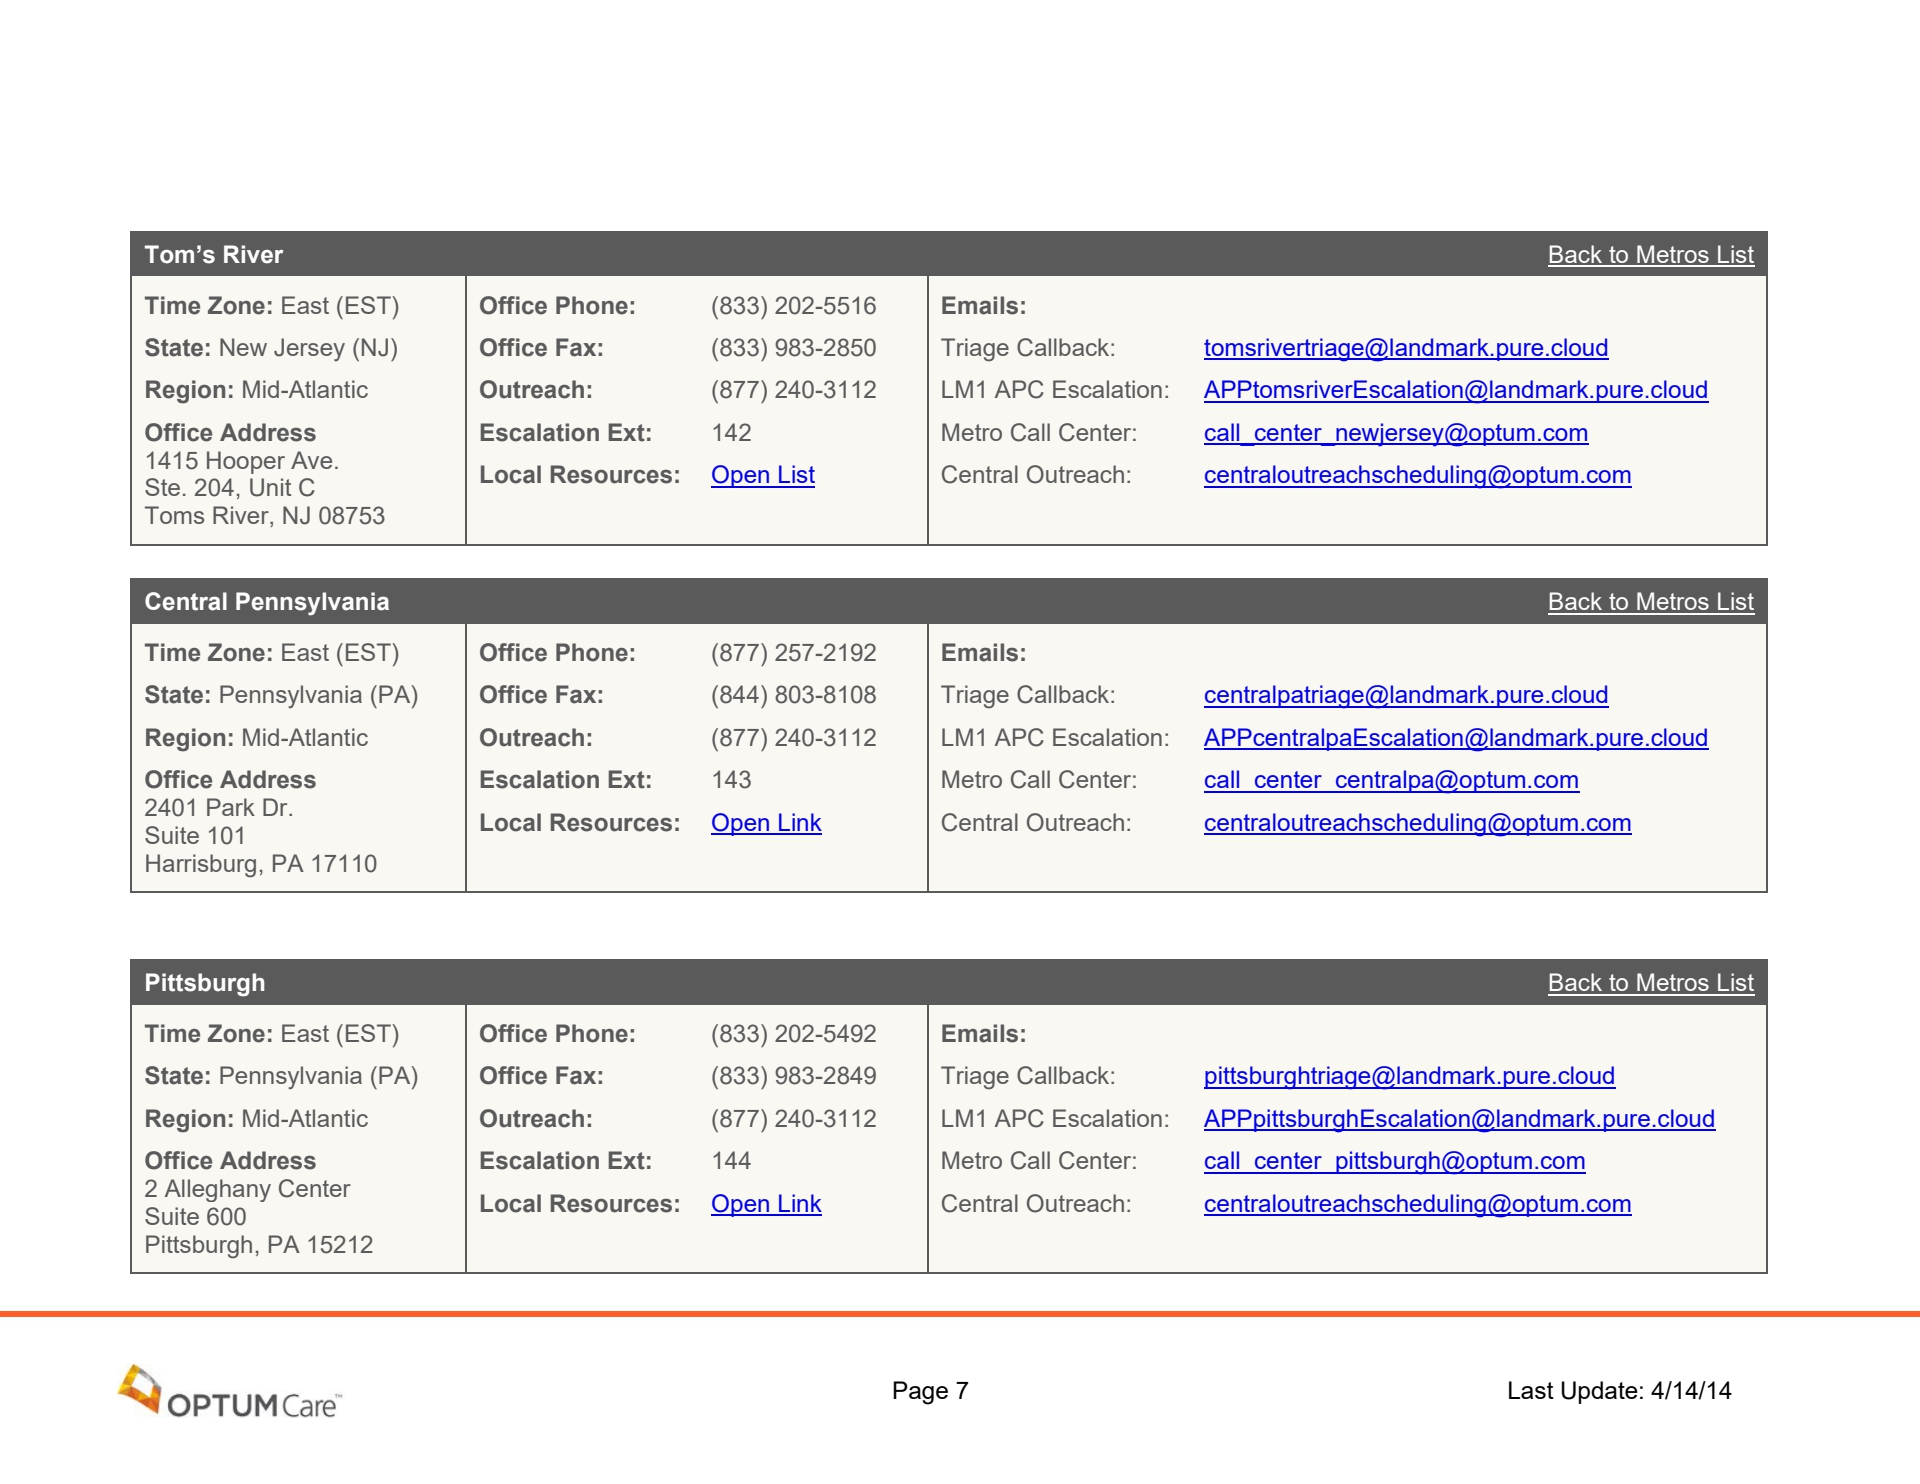 Tom’s River Back to Metros List
Time Zone: East (EST)
State: New Jersey (NJ)
Region: Mid-Atlantic
Office Address
1415 Hooper Ave.
Ste. 204, Unit C
Toms River, NJ 08753
Office Phone: (833) 202-5516
Office Fax: (833) 983-2850
Outreach: (877) 240-3112
Escalation Ext: 142
Local Resources: Open List
Emails:
Triage Callback: tomsrivertriage@landmark.pure.cloud
LM1 APC Escalation: APPtomsriverEscalation@landmark.pure.cloud
Metro Call Center: call_center_newjersey@optum.com
Central Outreach: centraloutreachscheduling@optum.com
Central Pennsylvania Back to Metros List
Time Zone: East (EST)
State: Pennsylvania (PA)
Region: Mid-Atlantic
Office Address
2401 Park Dr.
Suite 101
Harrisburg, PA 17110
Office Phone: (877) 257-2192
Office Fax: (844) 803-8108
Outreach: (877) 240-3112
Escalation Ext: 143
Local Resources: Open Link
Emails:
Triage Callback: centralpatriage@landmark.pure.cloud
LM1 APC Escalation: APPcentralpaEscalation@landmark.pure.cloud
Metro Call Center: call_center_centralpa@optum.com
Central Outreach: centraloutreachscheduling@optum.com
Pittsburgh Back to Metros List
Time Zone: East (EST)
State: Pennsylvania (PA)
Region: Mid-Atlantic
Office Address
2 Alleghany Center
Suite 600
Pittsburgh, PA 15212
Office Phone: (833) 202-5492
Office Fax: (833) 983-2849
Outreach: (877) 240-3112
Escalation Ext: 144
Local Resources: Open Link
Emails:
Triage Callback: pittsburghtriage@landmark.pure.cloud
LM1 APC Escalation: APPpittsburghEscalation@landmark.pure.cloud
Metro Call Center: call_center_pittsburgh@optum.com
Central Outreach: centraloutreachscheduling@optum.com
OPTUMCare™ Page 7 Last Update: 4/14/14